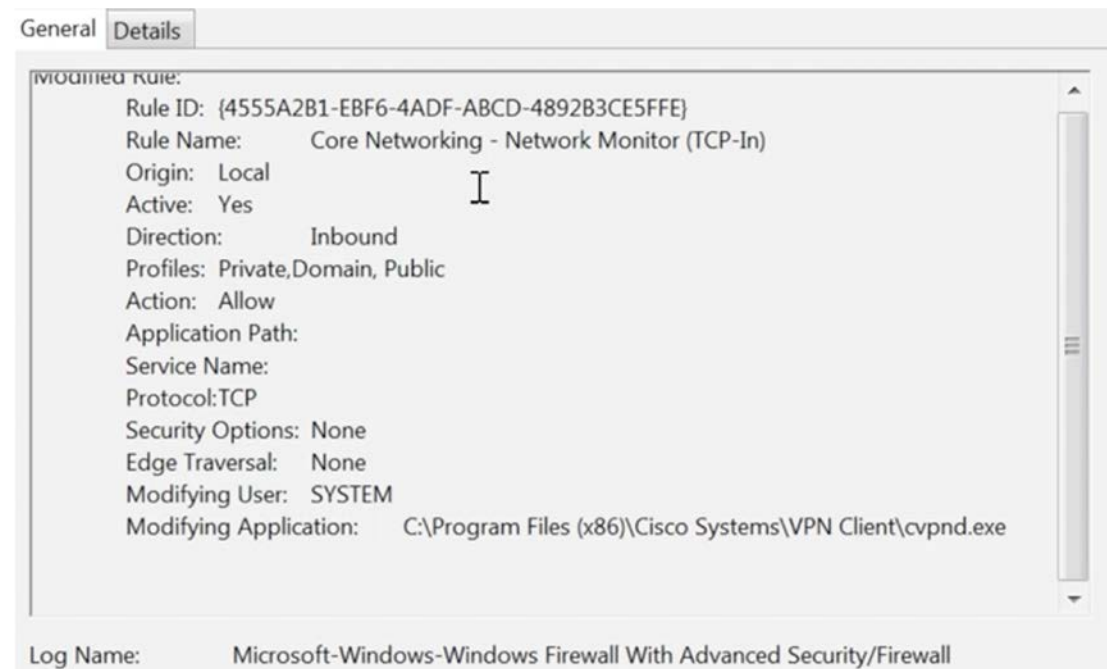 General Details
Modified Rule:
Rule ID: {4555A2B1-EBF6-4ADF-ABCD-4892B3CE5FFE}
Rule Name: Core Networking - Network Monitor (TCP-In)
Origin: Local
Active: Yes
Direction: Inbound
Profiles: Private,Domain, Public
Action: Allow
Application Path:
Service Name:
Protocol:TCP
Security Options: None
Edge Traversal: None
Modifying User: SYSTEM
Modifying Application: C:\Program Files (x86)\Cisco Systems\VPN Client\cvpnd.exe
Log Name: Microsoft-Windows-Windows Firewall With Advanced Security/Firewall